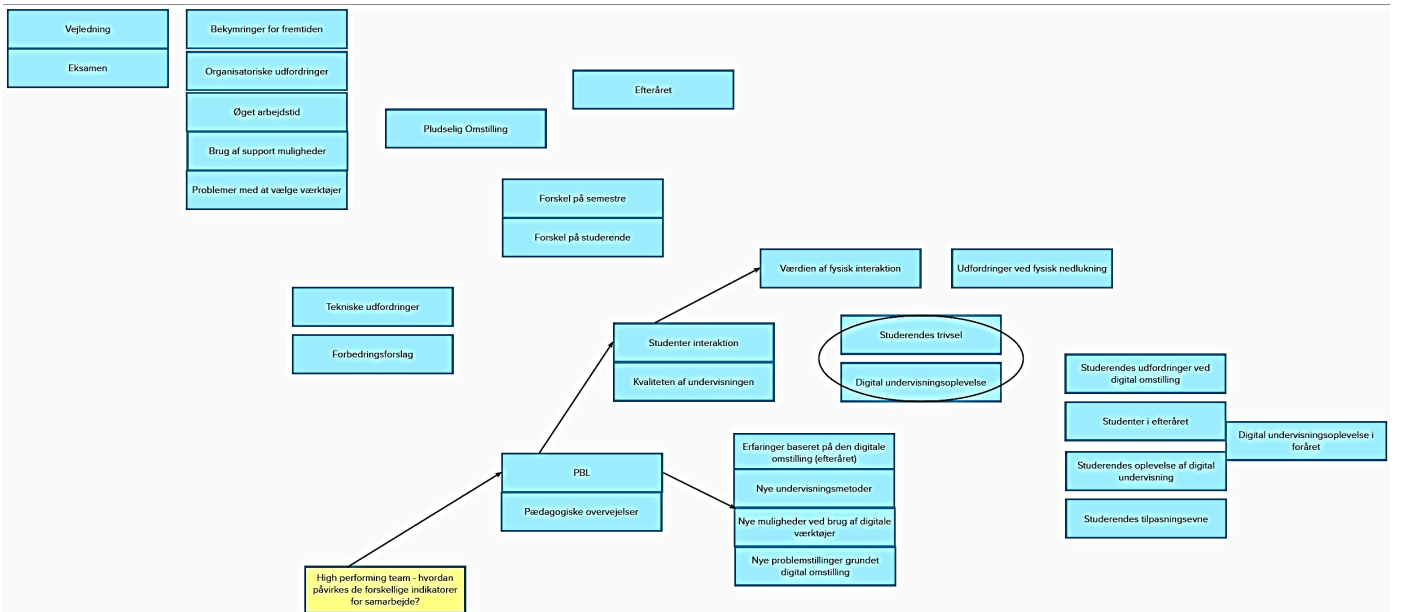 Vejledning
Eksamen
Bekymringer for fremtiden
Organisatoriske udfordringer
Øget arbejdstid
Brug af support muligheder
Problemer med at vælge værktøjer
Pludselig Omstilling
Efteråret
Forskel på semestre
Forskel på studerende
Værdien af fysisk interaktion
Udfordringer ved fysisk nedlukning
Tekniske udfordringer
Forbedringsforslag
Studenter interaktion
Kvaliteten af undervisningen
Studerendes trivsel
Digital undervisningsoplevelse
Studerendes udfordringer ved
digital omstilling
Studenter i efteråret
Studerendes oplevelse af digital
undervisning
Studerendes tilpasningsevne
Digital undervisningsoplevelse i
foråret
PBL
Pædagogiske overvejelser
Erfaringer baseret på den digitale
omstilling (efteråret)
Nye undervisningsmetoder
Nye muligheder ved brug af digitale
værktøjer
Nye problemstillinger grundet
digital omstilling
High performing team - hvordan
påvirkes de forskellige indikatorer
for samarbejde?